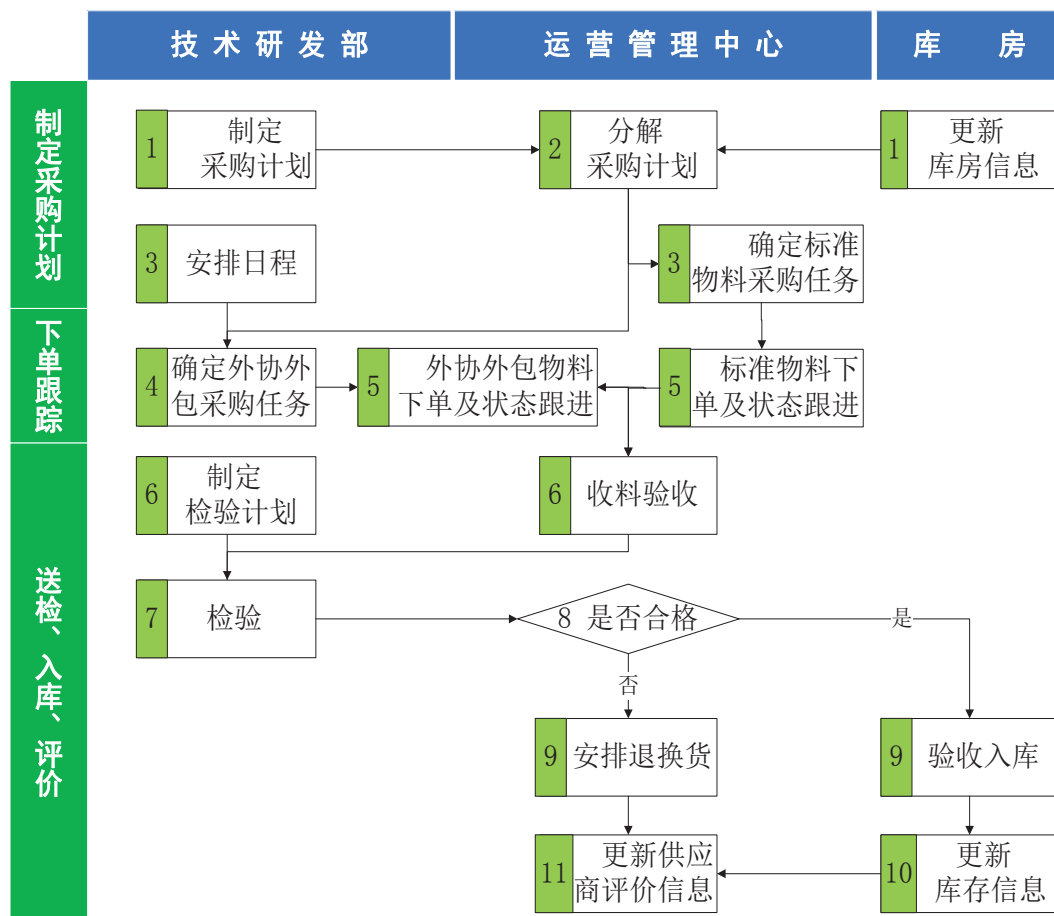 技术研发部
运营管理中心
库房
制定采购计划
1
制定
采购计划
2
分解
采购计划
1
更新
库房信息
3
安排日程
3
确定标准
物料采购任务
下单跟踪
4
确定外协外
包采购任务
5
外协外包物料
下单及状态跟进
5
标准物料下
单及状态跟进
送检、入库、评价
6
制定
检验计划
6
收料验收
7
检验
8 是否合格
是
否
9
安排退换货
9
验收入库
11
更新供应
商评价信息
10
更新
库存信息